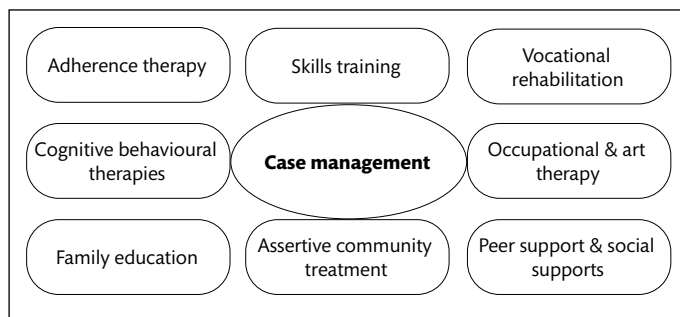 Adherence therapy
Skills training
Vocational
rehabilitation
Cognitive behavioural
therapies
Case management
Occupational & art
therapy
Family education
Assertive community
treatment
Peer support & social
supports